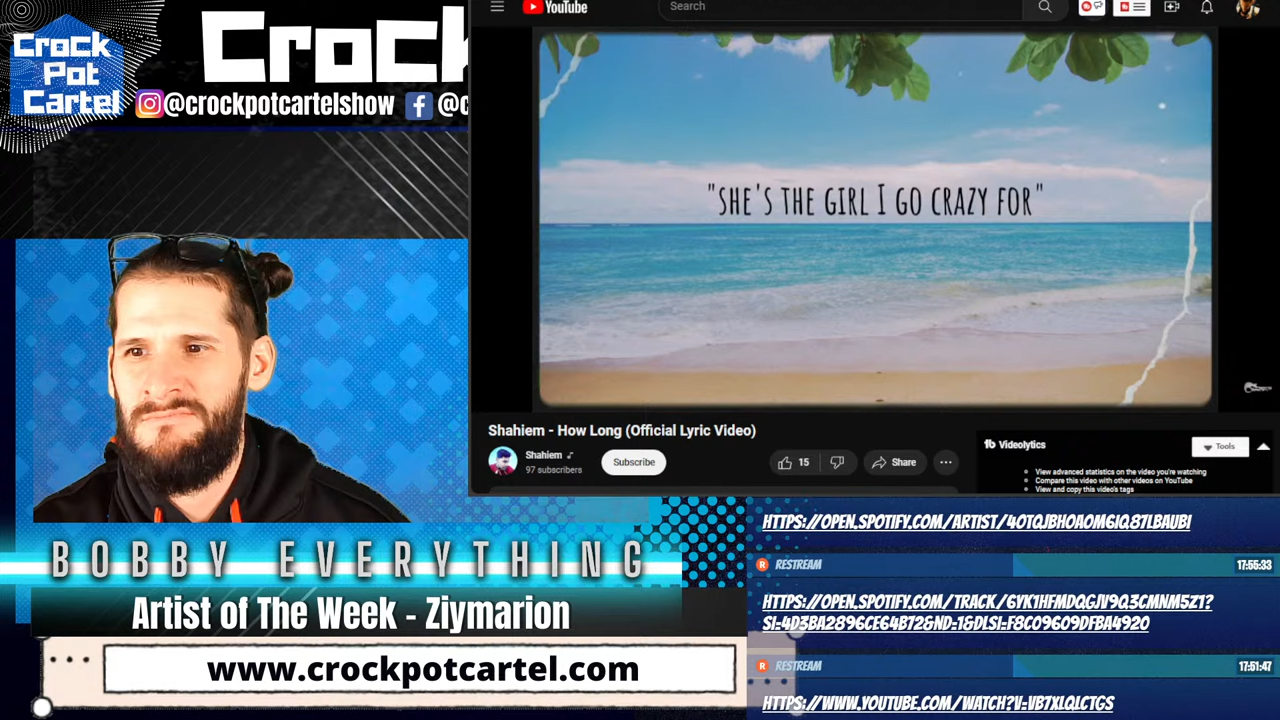 Crock Pot Cartel
Crock
@crockpotcartelshow
@c
YouTube
Search
"SHE'S THE GIRL I GO CRAZY FOR"
Shahiem - How Long (Official Lyric Video)
Shahiem
97 subscribers
Subscribe
15
Share
Videolytics
Tools
View advanced statistics on the video you're watching
Compare this video with other videos on YouTube
View and copy this video's tags
BOBBY EVERYTHING
Artist of The Week - Ziymarion
www.crockpotcartel.com
HTTPS://OPEN.SPOTIFY.COM/ARTIST/4OTQJBHOAOM6IQ87LBAUBI
RESTREAM
17:55:33
HTTPS://OPEN.SPOTIFY.COM/TRACK/6YK1HFMDQGJV9Q3CMNM5Z1?
SI=4D3BA2896CE64B72&ND=1&DLSI=F8C09609DFBA4920
RESTREAM
17:51:47
HTTPS://WWW.YOUTUBE.COM/WATCH?V=VB7XLQLCTGS